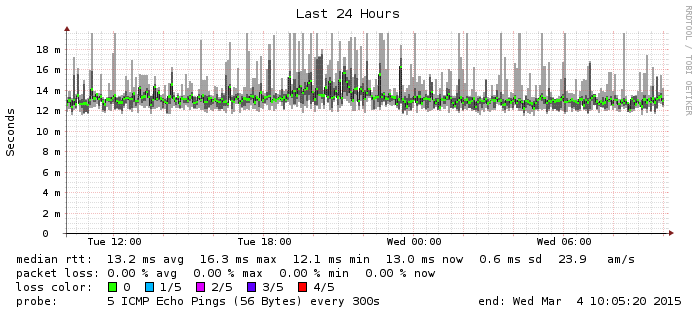 Last 24 Hours
RRDTOOL / TOBI OETIKER
Seconds
18 m
16 m
14 m
12 m
10 m
8 m
6 m
4 m
2 m
0
Tue 12:00 Tue 18:00 Wed 00:00 Wed 06:00
median rtt: 13.2 ms avg 16.3 ms max 12.1 ms min 13.0 ms now 0.6 ms sd 23.9 am/s
packet loss: 0.00 % avg 0.00 % max 0.00 % min 0.00 % now
loss color: 0 1/5 2/5 3/5 4/5
probe: 5 ICMP Echo Pings (56 Bytes) every 300s end: Wed Mar 4 10:05:20 2015